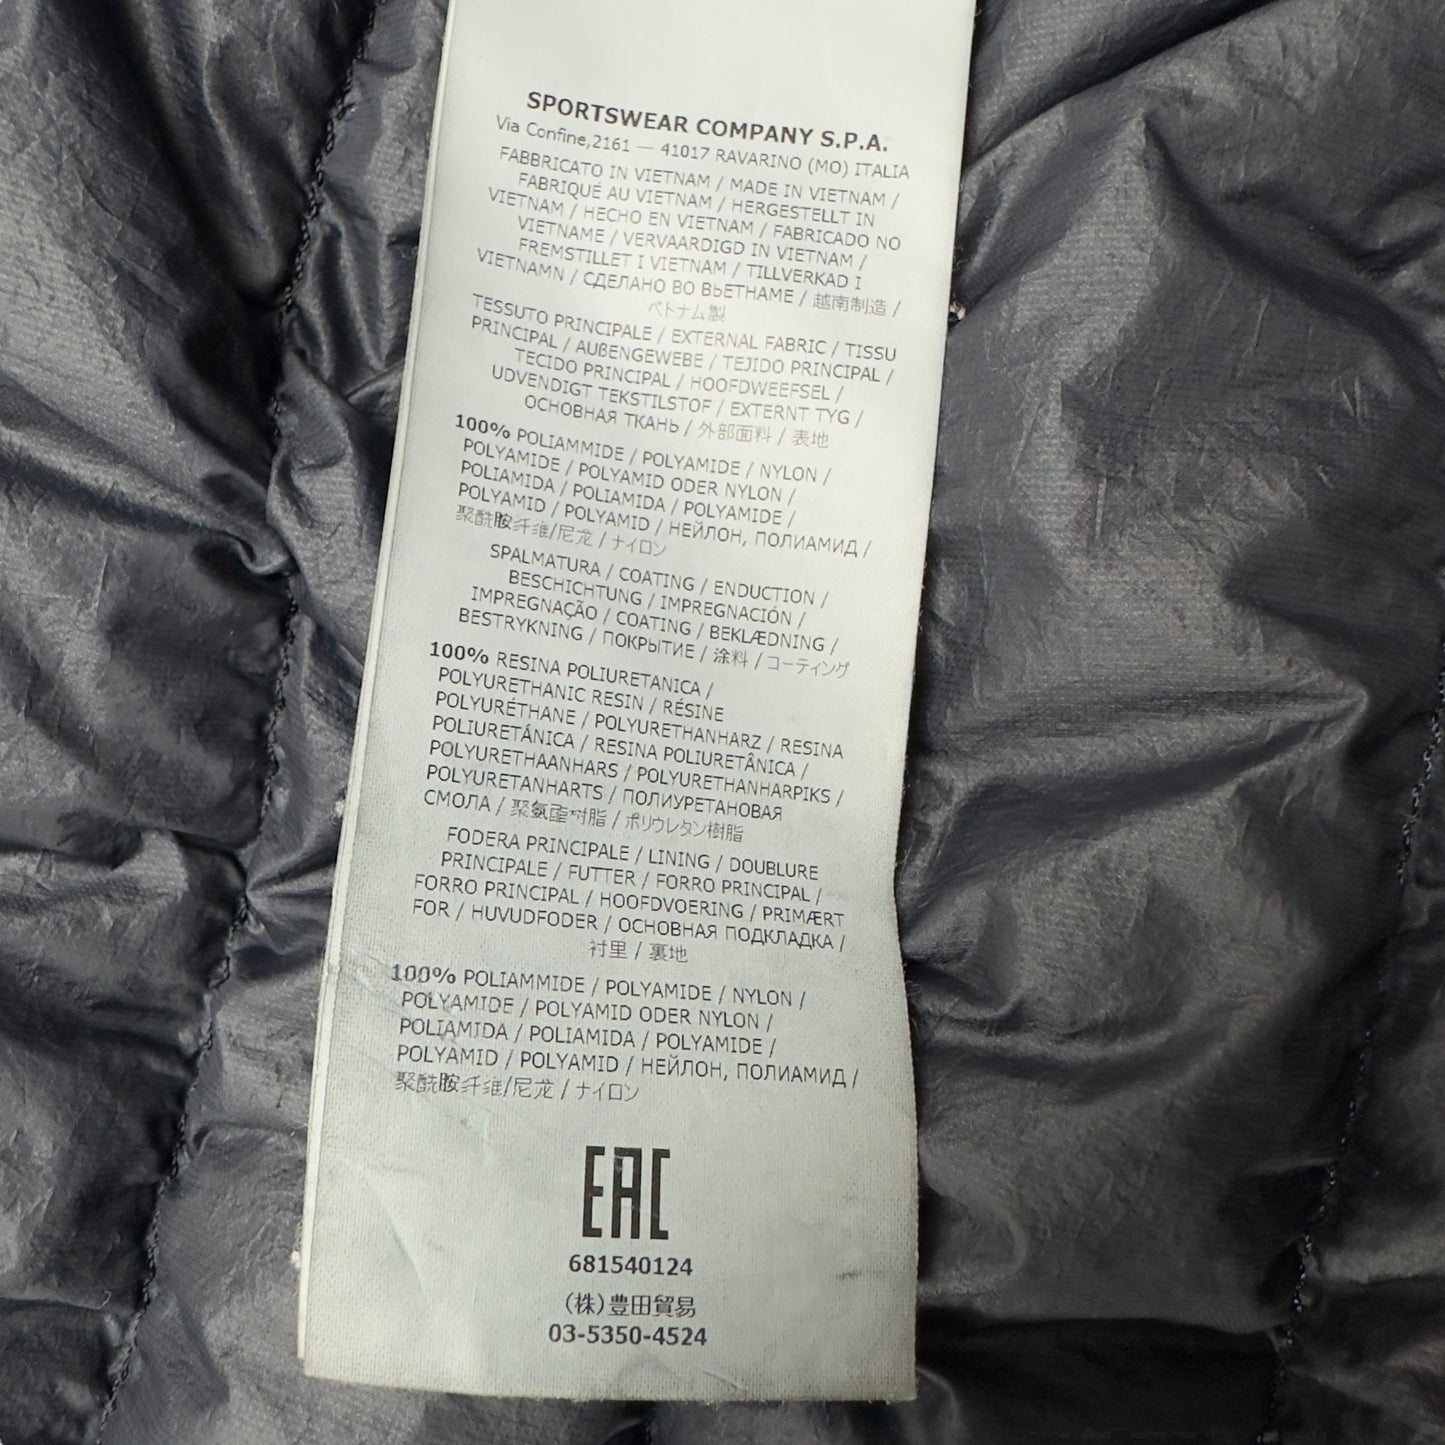 SPORTSWEAR COMPANY S.P.A.
Via Confine,2161 — 41017 RAVARINO (MO) ITALIA
FABBRICATO IN VIETNAM / MADE IN VIETNAM /
FABRIQUÉ AU VIETNAM / HERGESTELLT IN
VIETNAM / HECHO EN VIETNAM / FABRICADO NO
VIETNAME / VERVAARDIGD IN VIETNAM /
FREMSTILLET I VIETNAM / TILLVERKAD I
VIETNAMN / СДЕЛАНО ВО ВЬЕТНАМЕ / 越南制造 /
ベトナム製
TESSUTO PRINCIPALE / EXTERNAL FABRIC / TISSU
PRINCIPAL / AUßENGEWEBE / TEJIDO PRINCIPAL /
TECIDO PRINCIPAL / HOOFDWEEFSEL /
UDVENDIGT TEKSTILSTOF / EXTERNT TYG /
ОСНОВНАЯ ТКАНЬ / 外部面料 / 表地
100% POLIAMMIDE / POLYAMIDE / NYLON /
POLYAMIDE / POLYAMID ODER NYLON /
POLIAMIDA / POLIAMIDA / POLYAMIDE /
POLYAMID / POLYAMID / НЕЙЛОН, ПОЛИАМИД /
聚酰胺纤维/尼龙 / ナイロン
SPALMATURA / COATING / ENDUCTION /
BESCHICHTUNG / IMPREGNACIÓN /
IMPREGNAÇÃO / COATING / BEKLÆDNING /
BESTRYKNING / ПОКРЫТИЕ / 涂料 / コーティング
100% RESINA POLIURETANICA /
POLYURETHANIC RESIN / RÉSINE
POLYURÉTHANE / POLYURETHANHARZ / RESINA
POLIURETÁNICA / RESINA POLIURETÂNICA /
POLYURETHAANHARS / POLYURETHANHARPIKS /
POLYURETANHARTS / ПОЛИУРЕТАНОВАЯ
СМОЛА / 聚氨酯树脂 / ポリウレタン樹脂
FODERA PRINCIPALE / LINING / DOUBLURE
PRINCIPALE / FUTTER / FORRO PRINCIPAL /
FORRO PRINCIPAL / HOOFDVOERING / PRIMÆRT
FOR / HUVUDFODER / ОСНОВНАЯ ПОДКЛАДКА /
衬里 / 裏地
100% POLIAMMIDE / POLYAMIDE / NYLON /
POLYAMIDE / POLYAMID ODER NYLON /
POLIAMIDA / POLIAMIDA / POLYAMIDE /
POLYAMID / POLYAMID / НЕЙЛОН, ПОЛИАМИД /
聚酰胺纤维/尼龙 / ナイロン
EAC
681540124
(株)豊田貿易
03-5350-4524